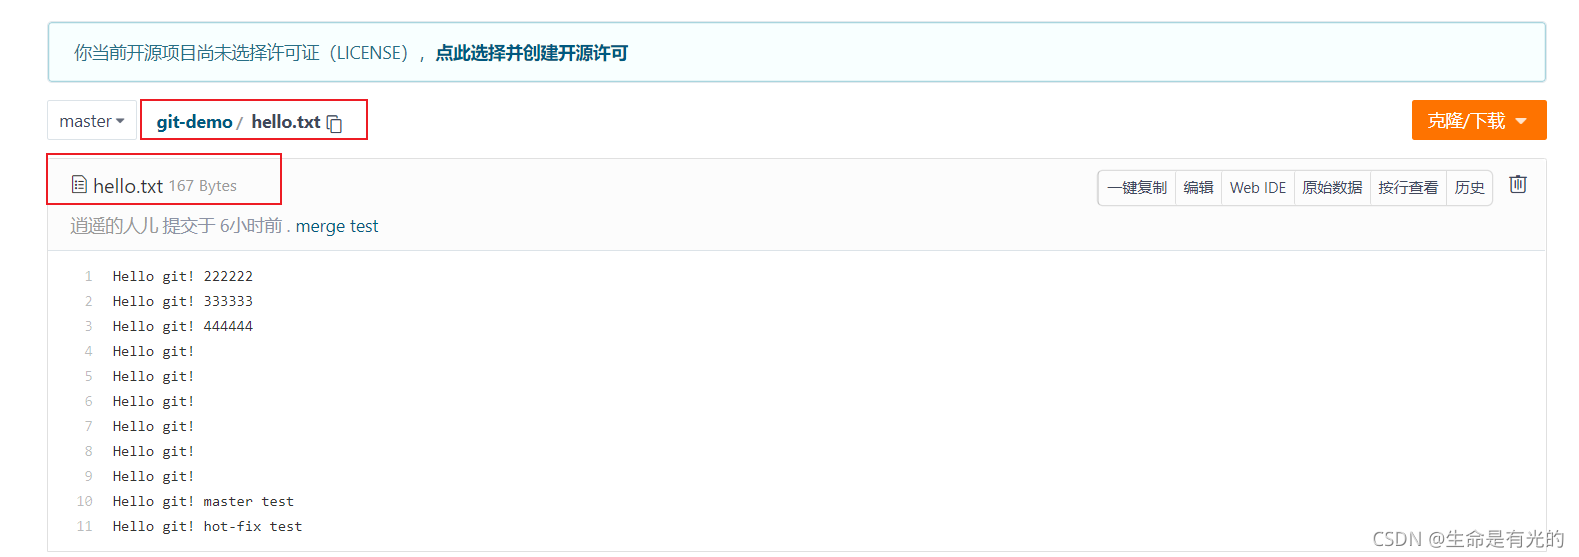 你当前开源项目尚未选择许可证（LICENSE），点此选择并创建开源许可
master git-demo / hello.txt 克隆/下载
hello.txt 167 Bytes 一键复制 编辑 Web IDE 原始数据 按行查看 历史
逍遥的人儿 提交于 6小时前 . merge test
1 Hello git! 222222
2 Hello git! 333333
3 Hello git! 444444
4 Hello git!
5 Hello git!
6 Hello git!
7 Hello git!
8 Hello git!
9 Hello git!
10 Hello git! master test
11 Hello git! hot-fix test
CSDN @生命是有光的